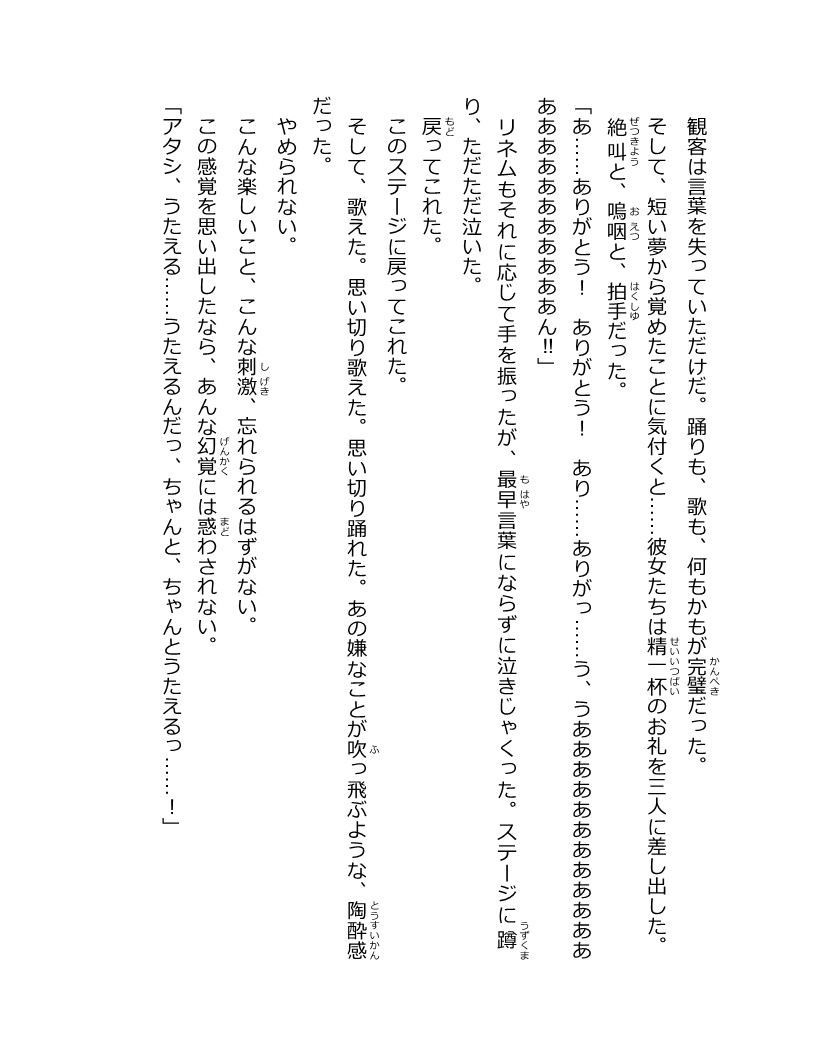 観客は言葉を失っていただけだ。踊りも、歌も、何もかもが完璧だった。
　そして、短い夢から覚めたことに気付くと……彼女たちは精一杯のお礼を三人に差し出した。
　絶叫と、嗚咽と、拍手だった。
「あ……ありがとう！　ありがとう！　あり……ありがっ……う、うあああああああああああ
ああああああああああああん‼」
　リネムもそれに応じて手を振ったが、最早言葉にならずに泣きじゃくった。ステージに蹲
り、ただただ泣いた。
　戻ってこれた。
　このステージに戻ってこれた。
　そして、歌えた。思い切り歌えた。思い切り踊れた。あの嫌なことが吹っ飛ぶような、陶酔感
だった。
　やめられない。
　こんな楽しいこと、こんな刺激、忘れられるはずがない。
　この感覚を思い出したなら、あんな幻覚には惑わされない。
「アタシ、うたえる……うたえるんだっ、ちゃんと、ちゃんとうたえるっ……！」